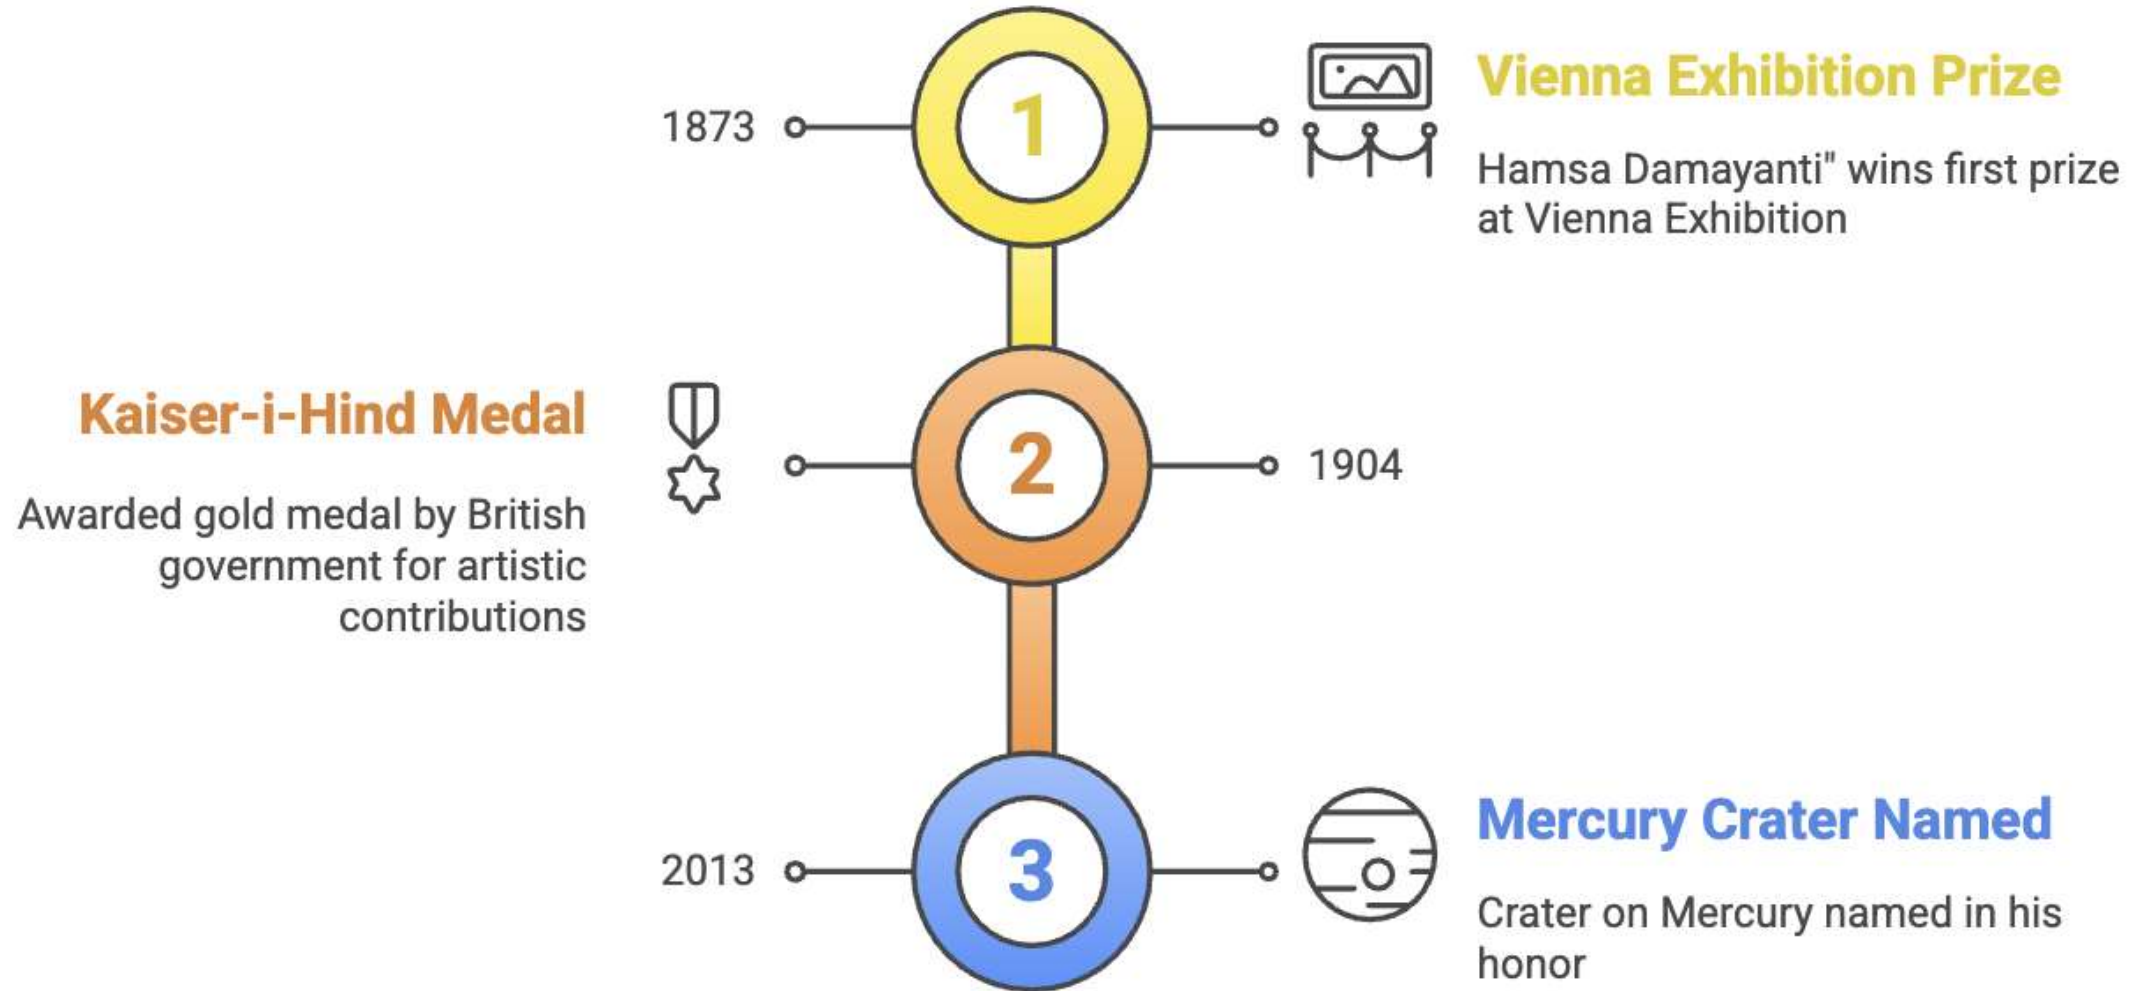 1873
1
Vienna Exhibition Prize
Hamsa Damayanti" wins first prize
at Vienna Exhibition
Kaiser-i-Hind Medal
Awarded gold medal by British
government for artistic
contributions
2
1904
2013
3
Mercury Crater Named
Crater on Mercury named in his
honor